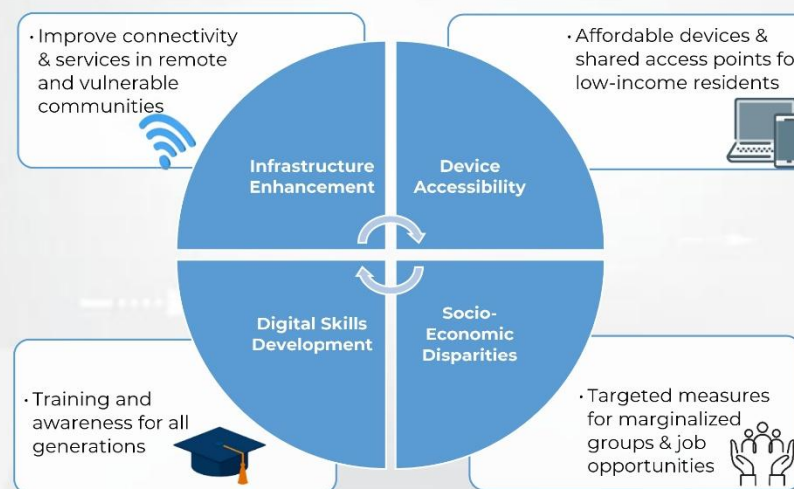 · Improve connectivity
& services in remote
and vulnerable
communities
· Affordable devices &
shared access points fo
low-income residents
Infrastructure
Enhancement
Device
Accessibility
Digital Skills
Development
Socio-
Economic
Disparities
· Training and
awareness for all
generations
· Targeted measures
for marginalized
groups & job
opportunities